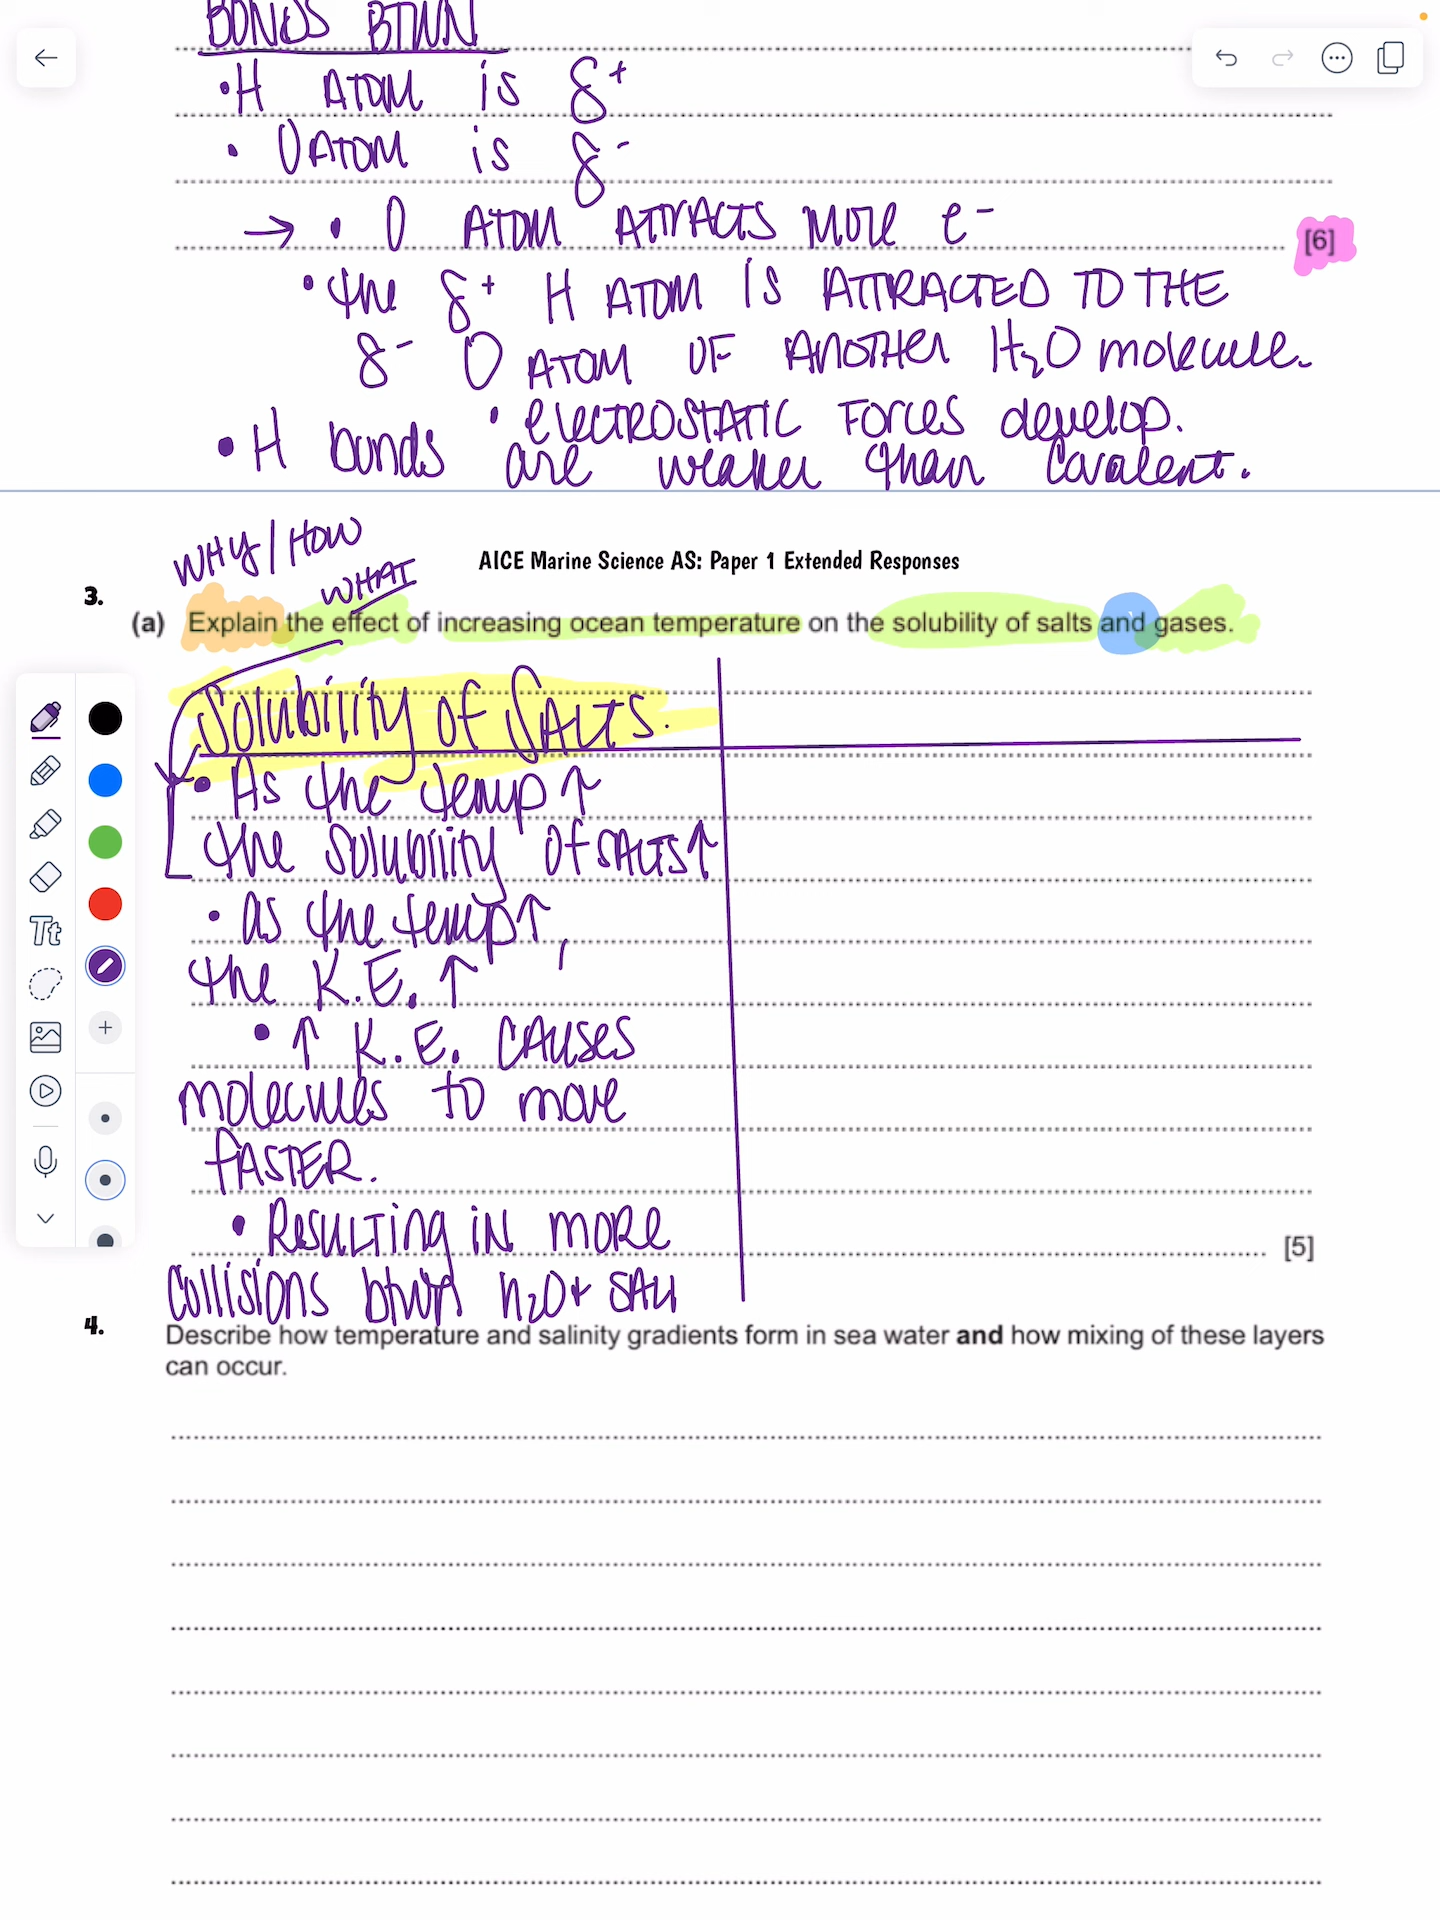 BONDS BTWN
• H ATOM is δ+
• O ATOM is δ-
→ • O ATOM ATTRACTS MORE e-
[6]
• the δ+ H ATOM IS ATTRACTED TO THE
δ- O ATOM OF ANOTHER H2O molecule.
• electROSTATIC FORCES develop.
• H bonds are weaker than Covalent.
WHY/HOW
WHAT
AICE Marine Science AS: Paper 1 Extended Responses
3.
(a) Explain the effect of increasing ocean temperature on the solubility of salts and gases.
Solubility of SALTS.
• As the temp ↑
the solubility of SALTS ↑
• as the temp ↑,
the K.E. ↑
• ↑ K.E. CAUSES
molecules to move
FASTER.
• Resulting in more
Collisions btwn H2O + SALT
[5]
4.
Describe how temperature and salinity gradients form in sea water and how mixing of these layers
can occur.
Tt